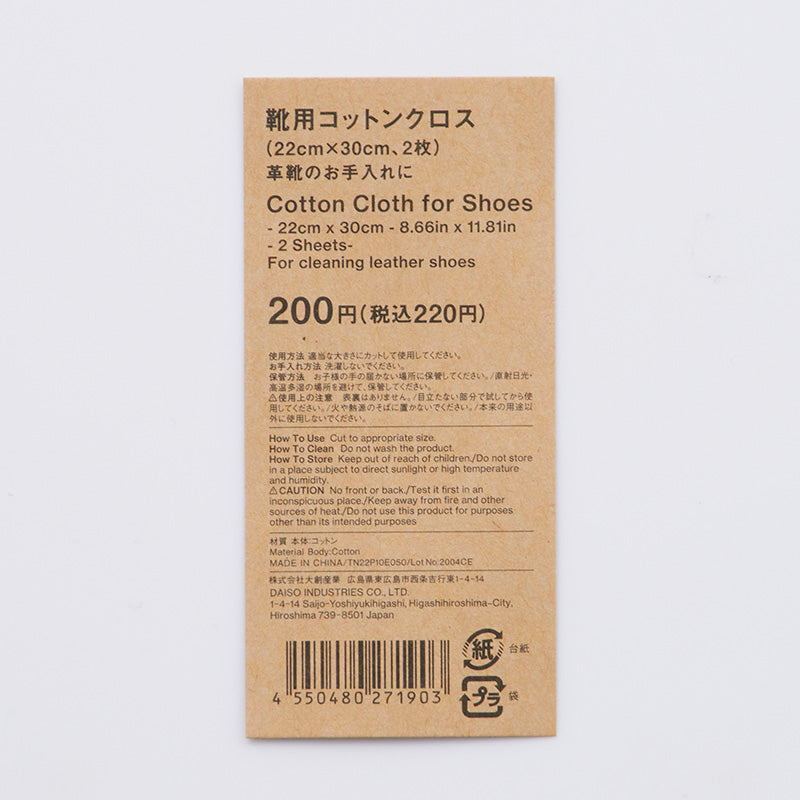 靴用コットンクロス
(22cm×30cm、2枚)
革靴のお手入れに
Cotton Cloth for Shoes
- 22cm x 30cm - 8.66in x 11.81in
- 2 Sheets-
For cleaning leather shoes
200円(税込220円)
使用方法 適当な大きさにカットして使用してください。
お手入れ方法 洗濯しないでください。
保管方法 お子様の手の届かない場所に保管してください。/直射日光・
高温多湿の場所を避けて、保管してください。
⚠使用上の注意 表裏はありません。/目立たない部分で試してから使
用してください。/火や熱源のそばに置かないでください。/本来の用途以
外に使用しないでください。
How To Use Cut to appropriate size.
How To Clean Do not wash the product.
How To Store Keep out of reach of children./Do not store
in a place subject to direct sunlight or high temperature
and humidity.
⚠CAUTION No front or back./Test it first in an
inconspicuous place./Keep away from fire and other
sources of heat./Do not use this product for purposes
other than its intended purposes
材質 本体:コットン
Material Body:Cotton
MADE IN CHINA/TN22P10E050/Lot No:2004CE
株式会社大創産業 広島県東広島市西条吉行東1-4-14
DAISO INDUSTRIES CO., LTD.
1-4-14 Saijo-Yoshiyukihigashi, Higashihiroshima-City,
Hiroshima 739-8501 Japan
紙 台紙
プラ 袋
4 550480 271903